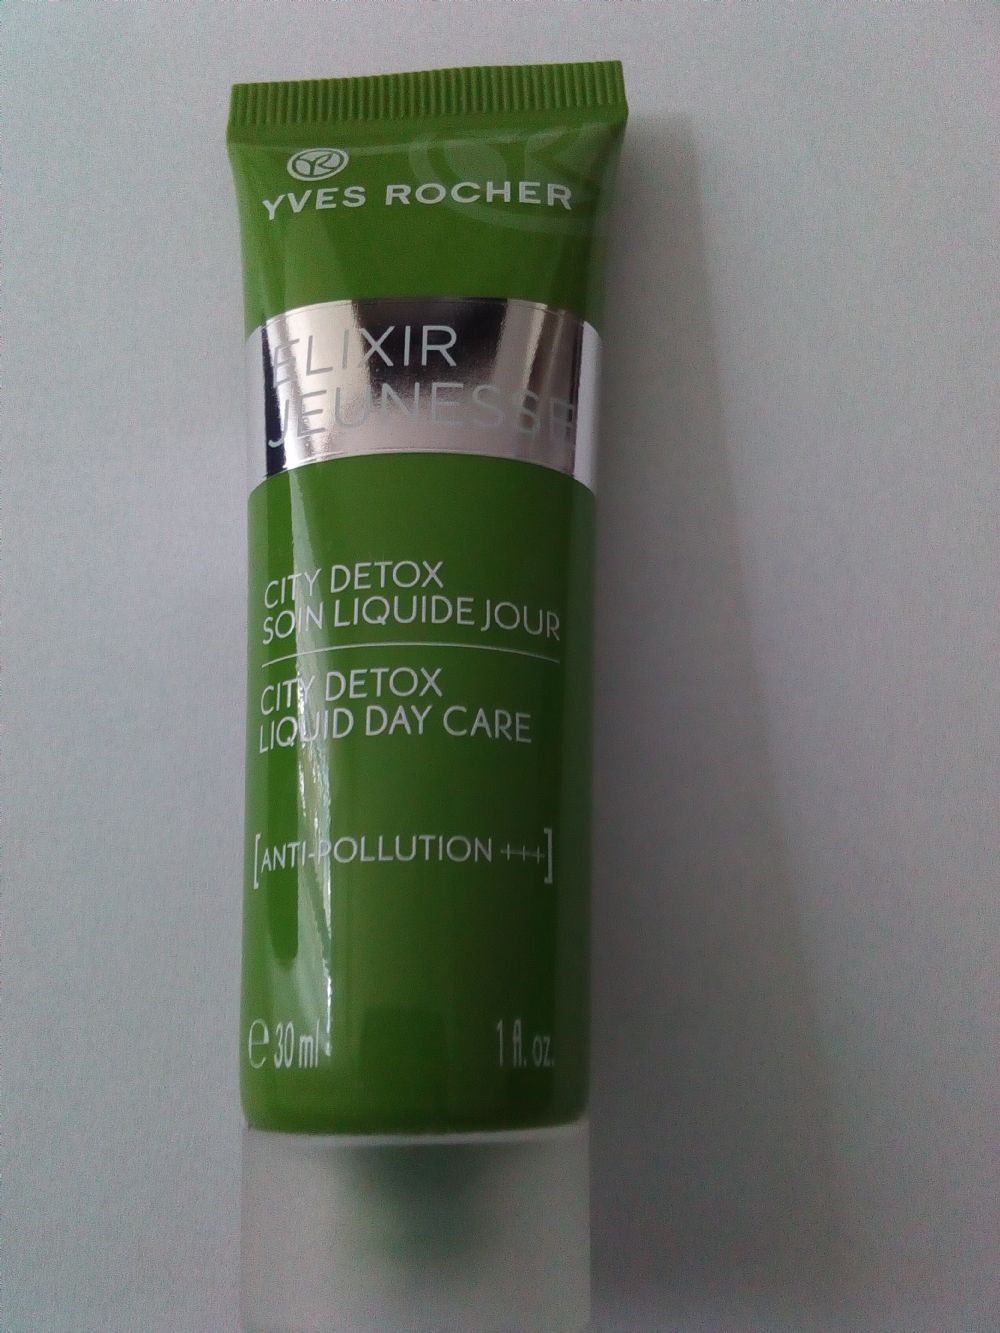 YVES ROCHER
ELIXIR
JEUNESSE
CITY DETOX
SOIN LIQUIDE JOUR
CITY DETOX
LIQUID DAY CARE
[ANTI-POLLUTION +++]
℮ 30 ml 1 fl. oz.